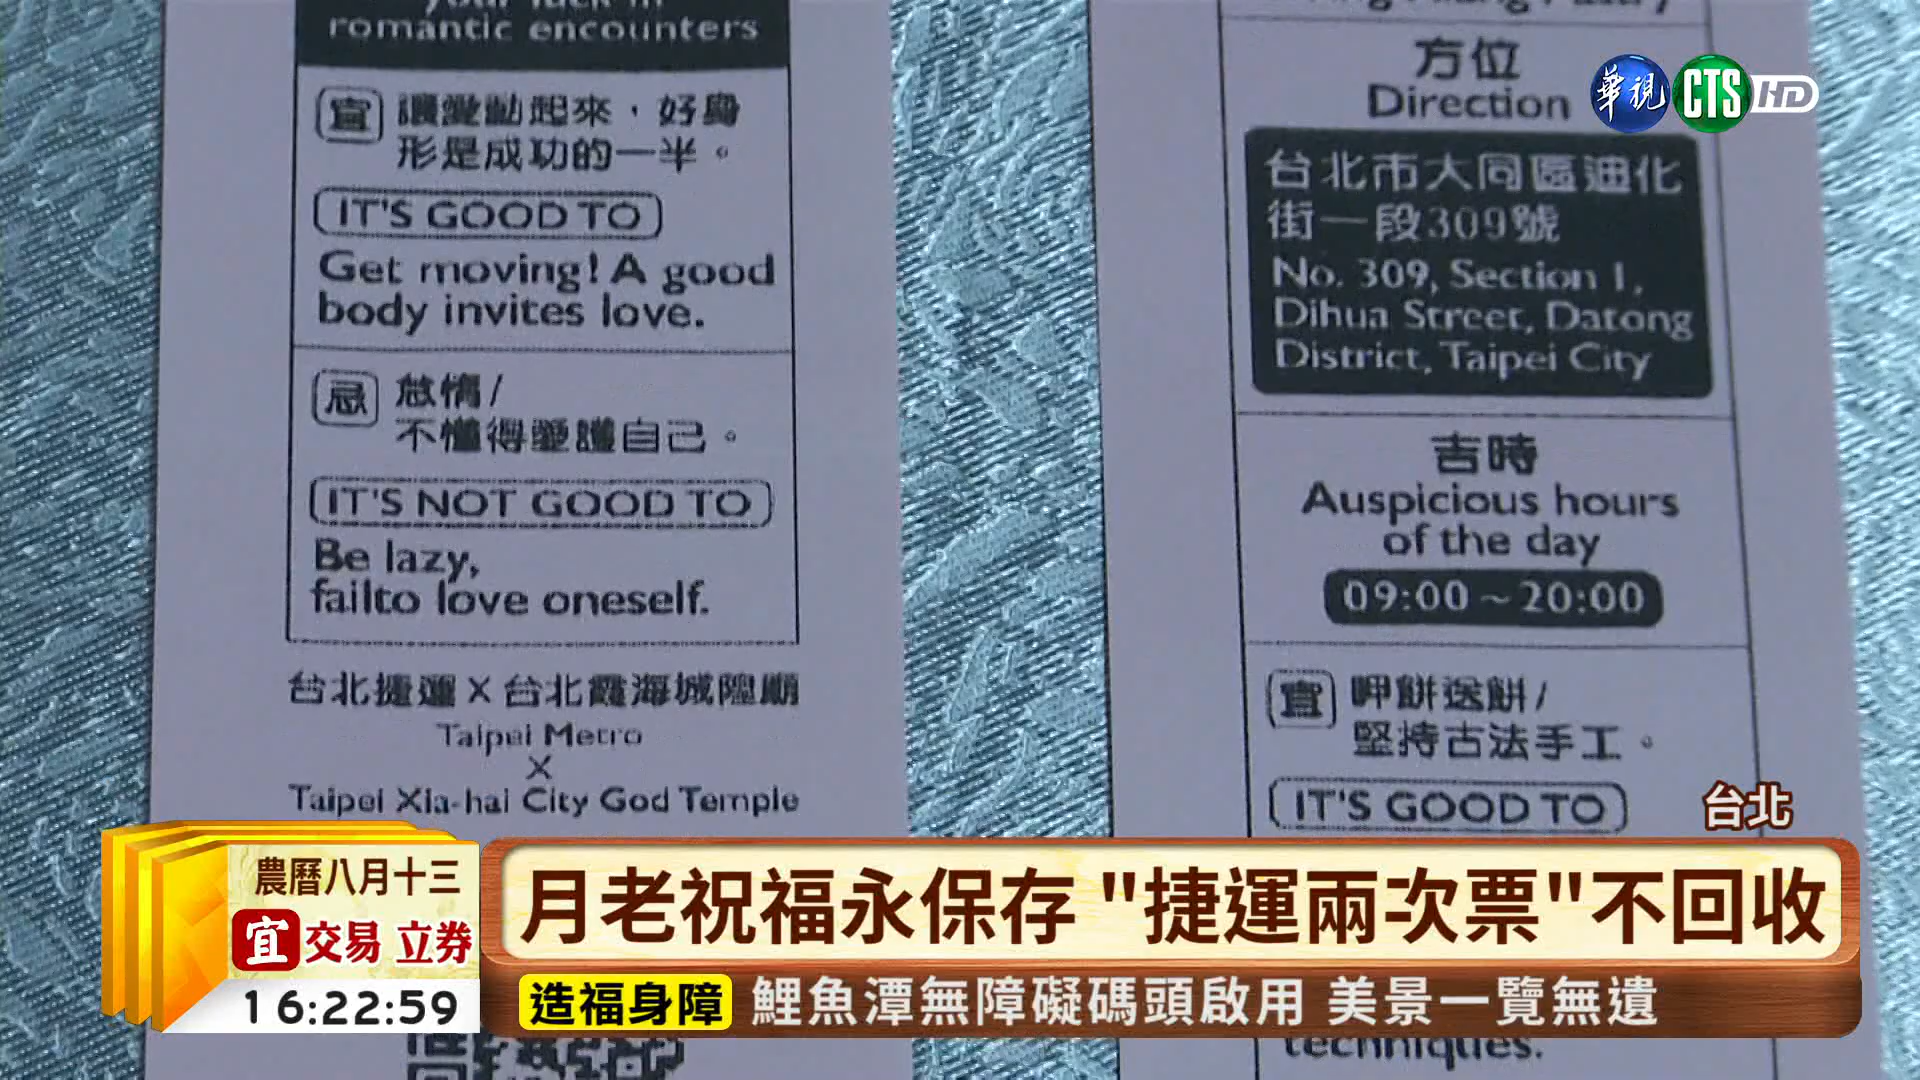 romantic encounters
宜 讓愛動起來，好身
形是成功的一半。
IT'S GOOD TO
Get moving! A good
body invites love.
忌 怠惰/
不懂得愛護自己。
IT'S NOT GOOD TO
Be lazy,
failto love oneself.
台北捷運 X 台北霞海城隍廟
Taipei Metro
X
Taipei Xia-hai City God Temple
方位
Direction
台北市大同區迪化
街一段309號
No. 309, Section 1,
Dihua Street, Datong
District, Taipei City
吉時
Auspicious hours
of the day
09:00 ~ 20:00
宜 呷餅送餅/
堅持古法手工。
IT'S GOOD TO
techniques.
華視 CTS HD
台北
農曆八月十三
宜 交易 立券
16:22:59
月老祝福永保存 "捷運兩次票"不回收
造福身障 鯉魚潭無障礙碼頭啟用 美景一覽無遺